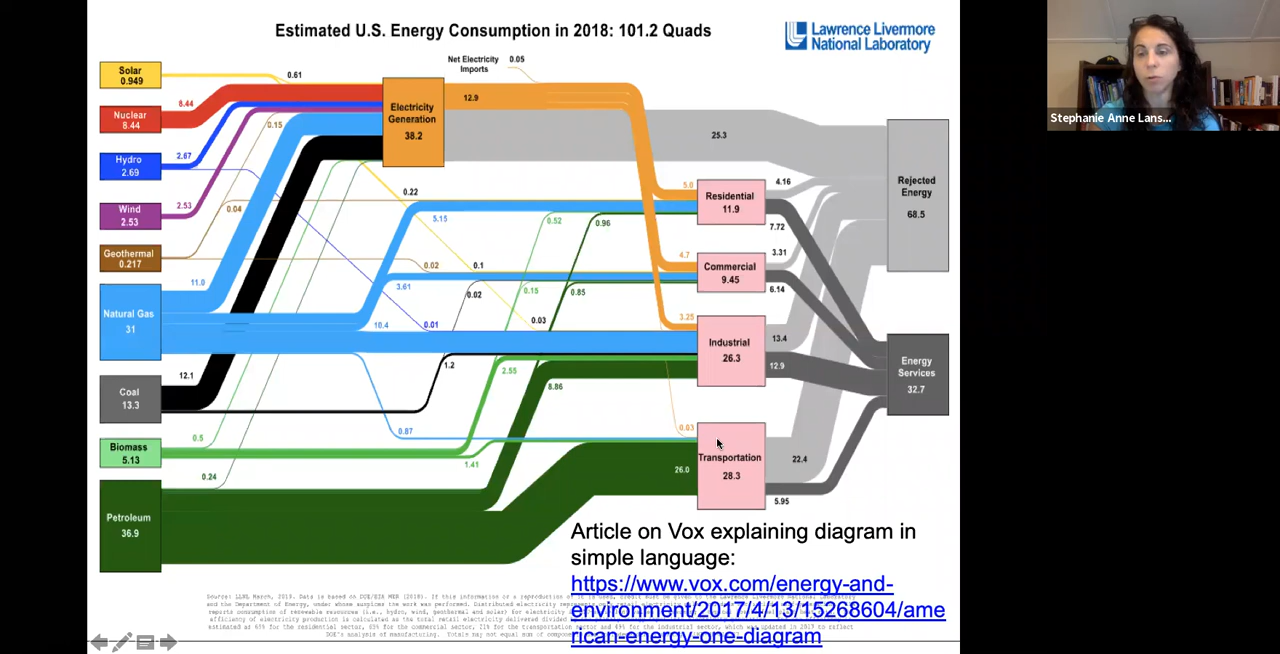 Estimated U.S. Energy Consumption in 2018: 101.2 Quads
Lawrence Livermore
National Laboratory
Stephanie Anne Lans...
Solar
0.949
0.61
Net Electricity
Imports
0.05
Nuclear
8.44
8.44
0.15
Electricity
Generation
38.2
12.9
25.3
Rejected
Energy
68.5
Hydro
2.69
2.67
Wind
2.53
2.53
0.04
0.22
5.15
0.52
0.96
5.0
Residential
11.9
4.16
7.72
Geothermal
0.217
0.02
0.1
4.7
Commercial
9.45
3.31
6.14
Natural Gas
31
11.0
3.61
0.02
0.15
0.85
10.4
0.01
0.03
3.25
Industrial
26.3
13.4
12.9
Energy
Services
32.7
Coal
13.3
12.1
1.2
2.55
8.86
Biomass
5.13
0.5
0.87
1.41
0.03
Transportation
28.3
26.0
22.4
5.95
Petroleum
36.9
0.24
Article on Vox explaining diagram in
simple language:
https://www.vox.com/energy-and-
environment/2017/4/13/15268604/ame
rican-energy-one-diagram